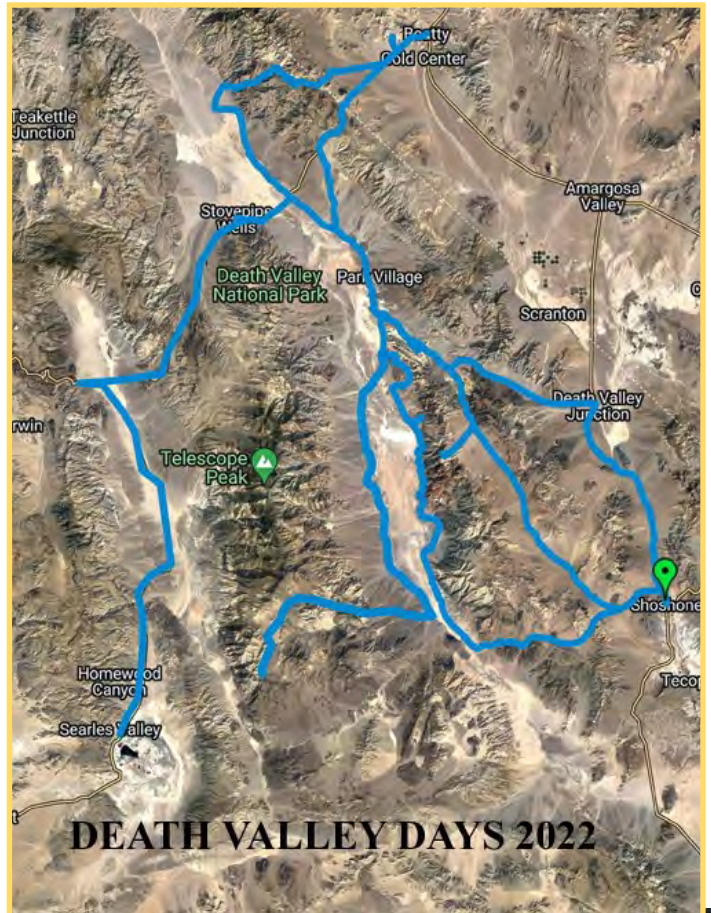 Beatty
Gold Center
Teakettle
Junction
Amargosa
Valley
Stovepipe
Wells
Death Valley
National Park
Park Village
Scranton
Death Valley
Junction
rwin
Telescope
Peak
Shoshone
Homewood
Canyon
Tecop
Searles Valley
DEATH VALLEY DAYS 2022